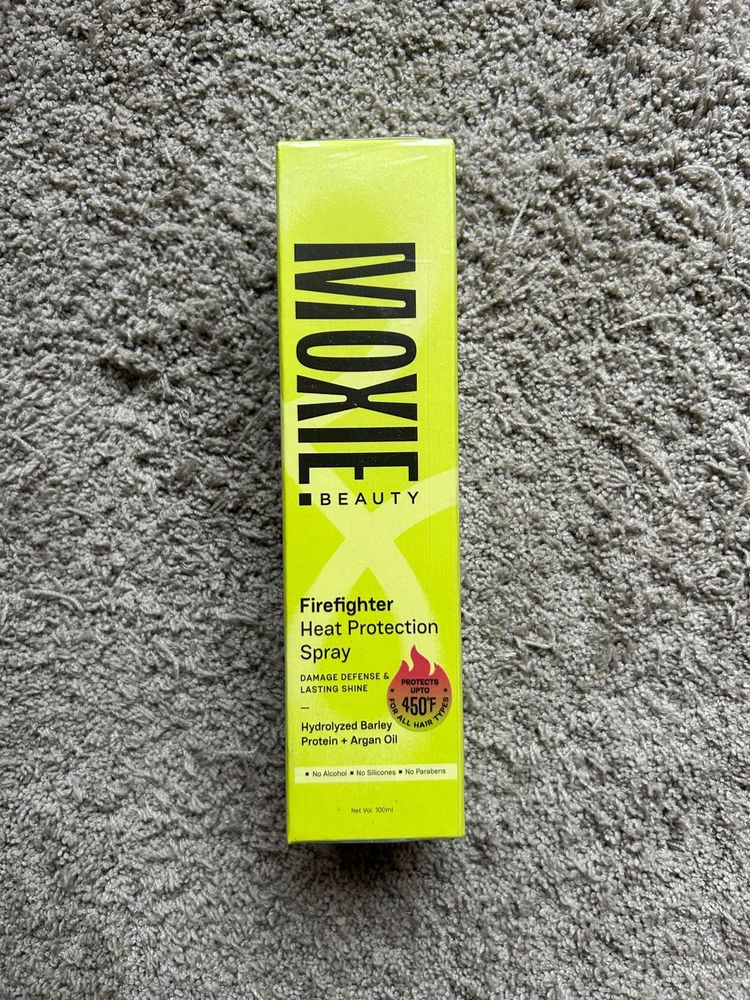 MOXIE.
BEAUTY
Firefighter
Heat Protection
Spray
DAMAGE DEFENSE &
LASTING SHINE
—
Hydrolyzed Barley
Protein + Argan Oil
PROTECTS
UPTO
450°F
FOR ALL HAIR TYPES
▪ No Alcohol ▪ No Silicones ▪ No Parabens
Net Vol. 100ml